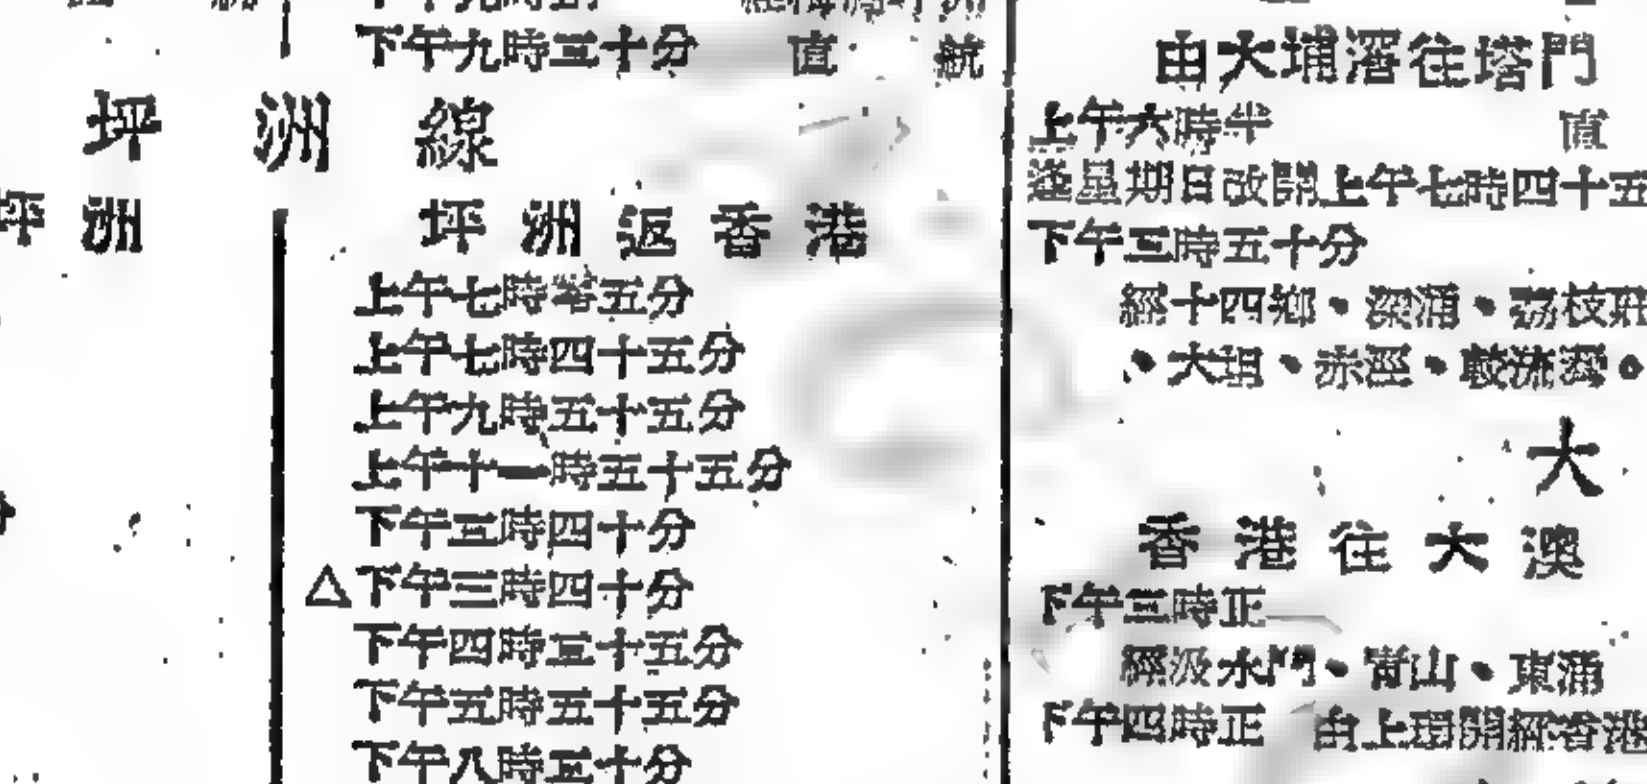 下午九時三十分 直航
坪洲線
坪洲
坪洲返香港
上午七時零五分
上午七時四十五分
上午九時五十五分
上午十一時五十五分
下午三時四十分
△下午三時四十分
下午四時三十五分
下午五時五十五分
下午八時三十分
由大埔滘往塔門
上午六時半 直
逢星期日改開上午七時四十五
下午三時五十分
經十四鄉、深涌、荔枝莊
、大垻、赤徑、較流灣。
大
香港往大澳
下午三時正
經汲水門、青山、東涌
下午四時正 由上環開經香港